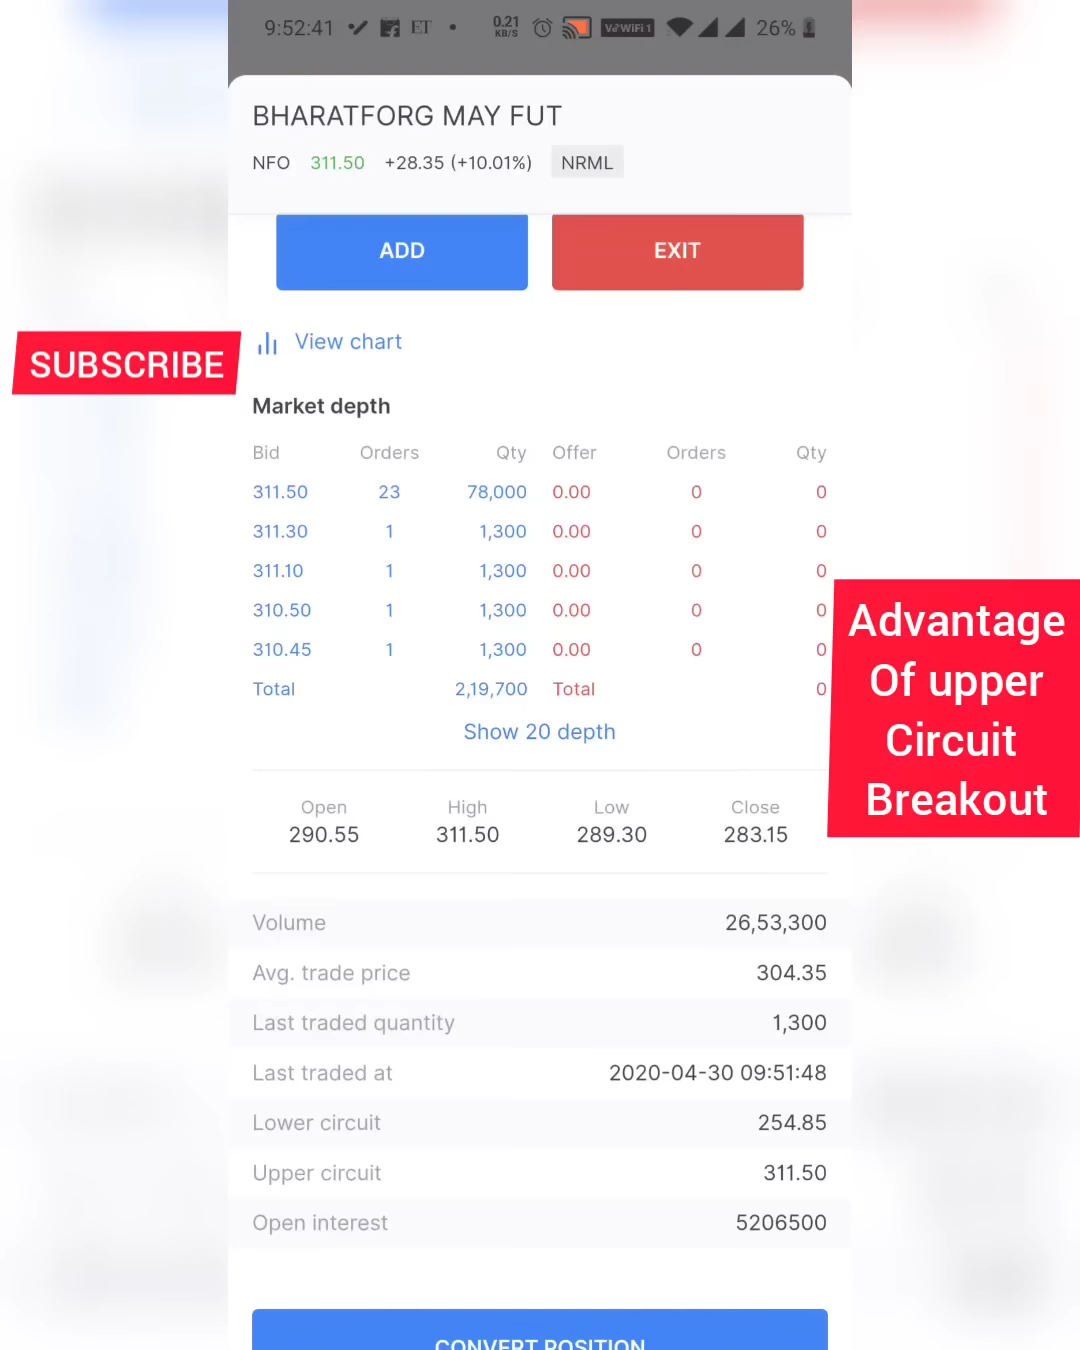 9:52:41 ET 0.21 KB/S VoWiFi 1 26%
BHARATFORG MAY FUT
NFO 311.50 +28.35 (+10.01%) NRML
ADD EXIT
View chart
SUBSCRIBE
Market depth
Bid Orders Qty Offer Orders Qty
311.50 23 78,000 0.00 0 0
311.30 1 1,300 0.00 0 0
311.10 1 1,300 0.00 0 0
310.50 1 1,300 0.00 0 0
310.45 1 1,300 0.00 0 0
Total 2,19,700 Total 0
Show 20 depth
Advantage
Of upper
Circuit
Breakout
Open High Low Close
290.55 311.50 289.30 283.15
Volume 26,53,300
Avg. trade price 304.35
Last traded quantity 1,300
Last traded at 2020-04-30 09:51:48
Lower circuit 254.85
Upper circuit 311.50
Open interest 5206500
CONVERT POSITION